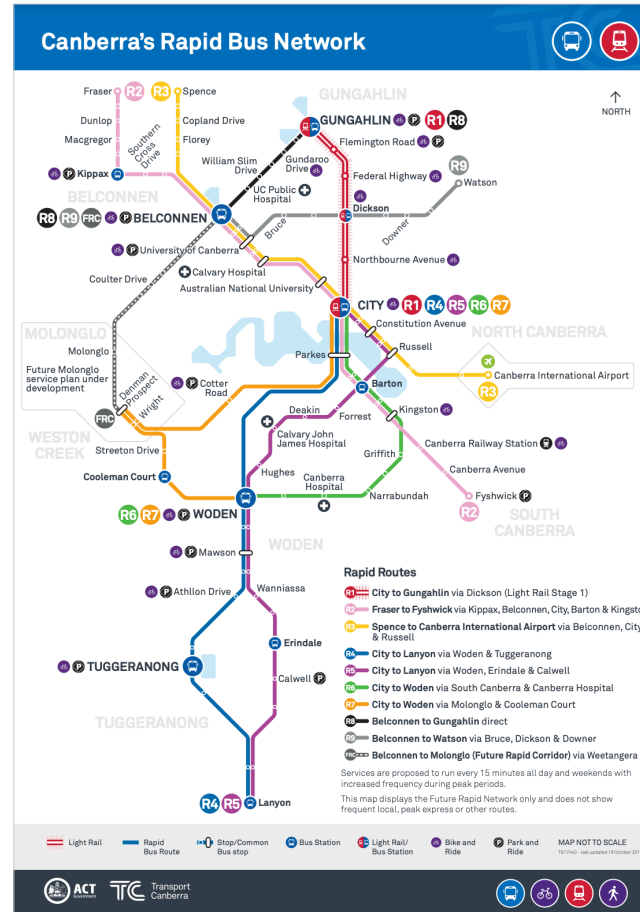 Canberra's Rapid Bus Network
NORTH
GUNGAHLIN
Fraser R2 R3 Spence
Dunlop
Copland Drive
Macgregor
Florey
Southern
Cross
Drive
P Kippax
GUNGAHLIN P R1 R8
Flemington Road P
William Slim
Drive
Gundaroo
Drive
Federal Highway
R9
Watson
UC Public
Hospital
BELCONNEN
R8 R9 FRC P BELCONNEN
Dickson
Bruce
Downer
P University of Canberra
Calvary Hospital
Northbourne Avenue
Coulter Drive
Australian National University
CITY R1 R4 R5 R6 R7
Constitution Avenue
NORTH CANBERRA
MOLONGLO
Molonglo
Russell
Future Molonglo
service plan under
development
Parkes
Canberra International Airport
R3
Denman
Prospect
Wright
FRC
P Cotter
Road
Barton
WESTON
CREEK
Deakin
Forrest
Kingston
Calvary John
James Hospital
Streeton Drive
Griffith
Canberra Railway Station
Cooleman Court
Hughes
Canberra
Hospital
Canberra Avenue
Narrabundah
Fyshwick P
R2
R6 R7 P WODEN
SOUTH
CANBERRA
WODEN
P Mawson
P Athllon Drive
Wanniassa
Erindale
P TUGGERANONG
Calwell P
TUGGERANONG
R4 R5 Lanyon
Rapid Routes
R1 City to Gungahlin via Dickson (Light Rail Stage 1)
R2 Fraser to Fyshwick via Kippax, Belconnen, City, Barton & Kingsto
R3 Spence to Canberra International Airport via Belconnen, City
& Russell
R4 City to Lanyon via Woden & Tuggeranong
R5 City to Lanyon via Woden, Erindale & Calwell
R6 City to Woden via South Canberra & Canberra Hospital
R7 City to Woden via Molonglo & Cooleman Court
R8 Belconnen to Gungahlin direct
R9 Belconnen to Watson via Bruce, Dickson & Downer
FRC Belconnen to Molonglo (Future Rapid Corridor) via Weetangera
Services are proposed to run every 15 minutes all day and weekends with
increased frequency during peak periods.
This map displays the Future Rapid Network only and does not show
frequent local, peak express or other routes.
Light Rail
Rapid
Bus Route
Stop/Common
Bus stop
Bus Station
Light Rail/
Bus Station
Bike and
Ride
P Park and
Ride
MAP NOT TO SCALE
ACT
Government
TC Transport
Canberra